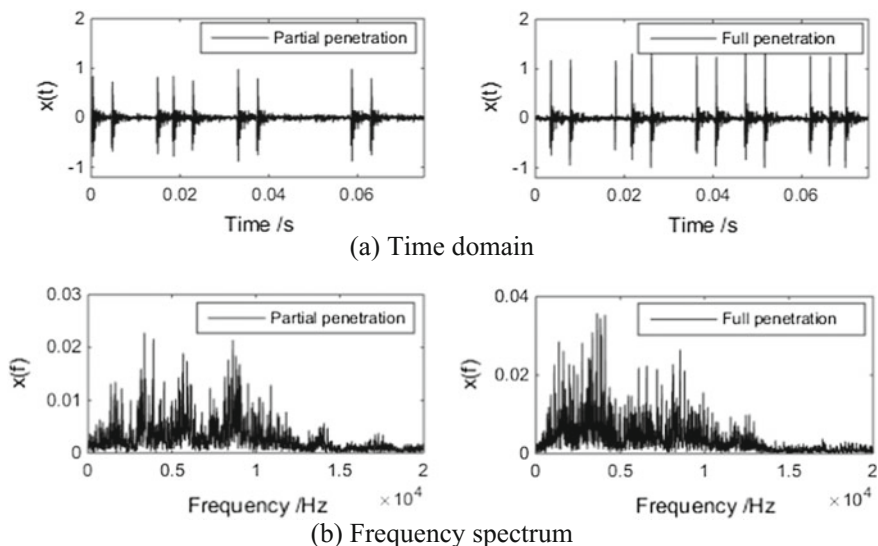 2
1
0
-1
x(t)
Partial penetration
0 0.02 0.04 0.06
Time /s
2
1
0
-1
x(t)
Full penetration
0 0.02 0.04 0.06
Time /s
(a) Time domain
0.03
0.02
0.01
0
x(f)
Partial penetration
0 0.5 1 1.5 2
Frequency /Hz
× 10⁴
0.04
0.02
0
x(f)
Full penetration
0 0.5 1 1.5 2
Frequency /Hz
× 10⁴
(b) Frequency spectrum